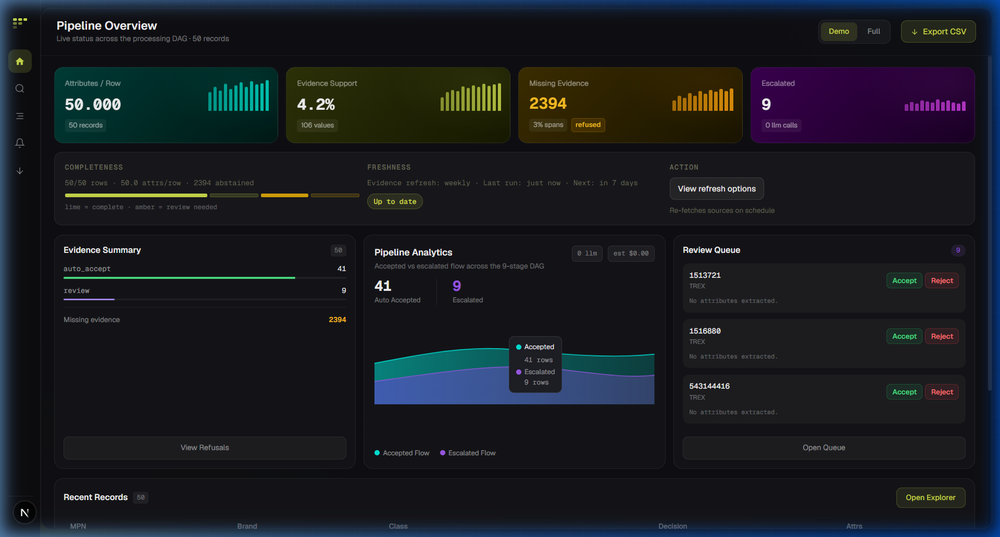 Pipeline Overview
Live status across the processing DAG · 50 records
Demo
Full
↓ Export CSV
Attributes / Row
50.000
50 records
Evidence Support
4.2%
106 values
Missing Evidence
2394
3% spans
refused
Escalated
9
0 llm calls
COMPLETENESS
50/50 rows · 50.0 attrs/row · 2394 abstained
lime = complete · amber = review needed
FRESHNESS
Evidence refresh: weekly · Last run: just now · Next: in 7 days
Up to date
ACTION
View refresh options
Re-fetches sources on schedule
Evidence Summary
50
auto_accept
41
review
9
Missing evidence
2394
View Refusals
Pipeline Analytics
0 llm
est $0.00
Accepted vs escalated flow across the 9-stage DAG
41
Auto Accepted
9
Escalated
Accepted
41 rows
Escalated
9 rows
Accepted Flow
Escalated Flow
Review Queue
9
1513721
TREX
Accept
Reject
No attributes extracted.
1516880
TREX
Accept
Reject
No attributes extracted.
543144416
TREX
Accept
Reject
No attributes extracted.
Open Queue
Recent Records
50
Open Explorer
MPN
Brand
Class
Decision
Attrs
N